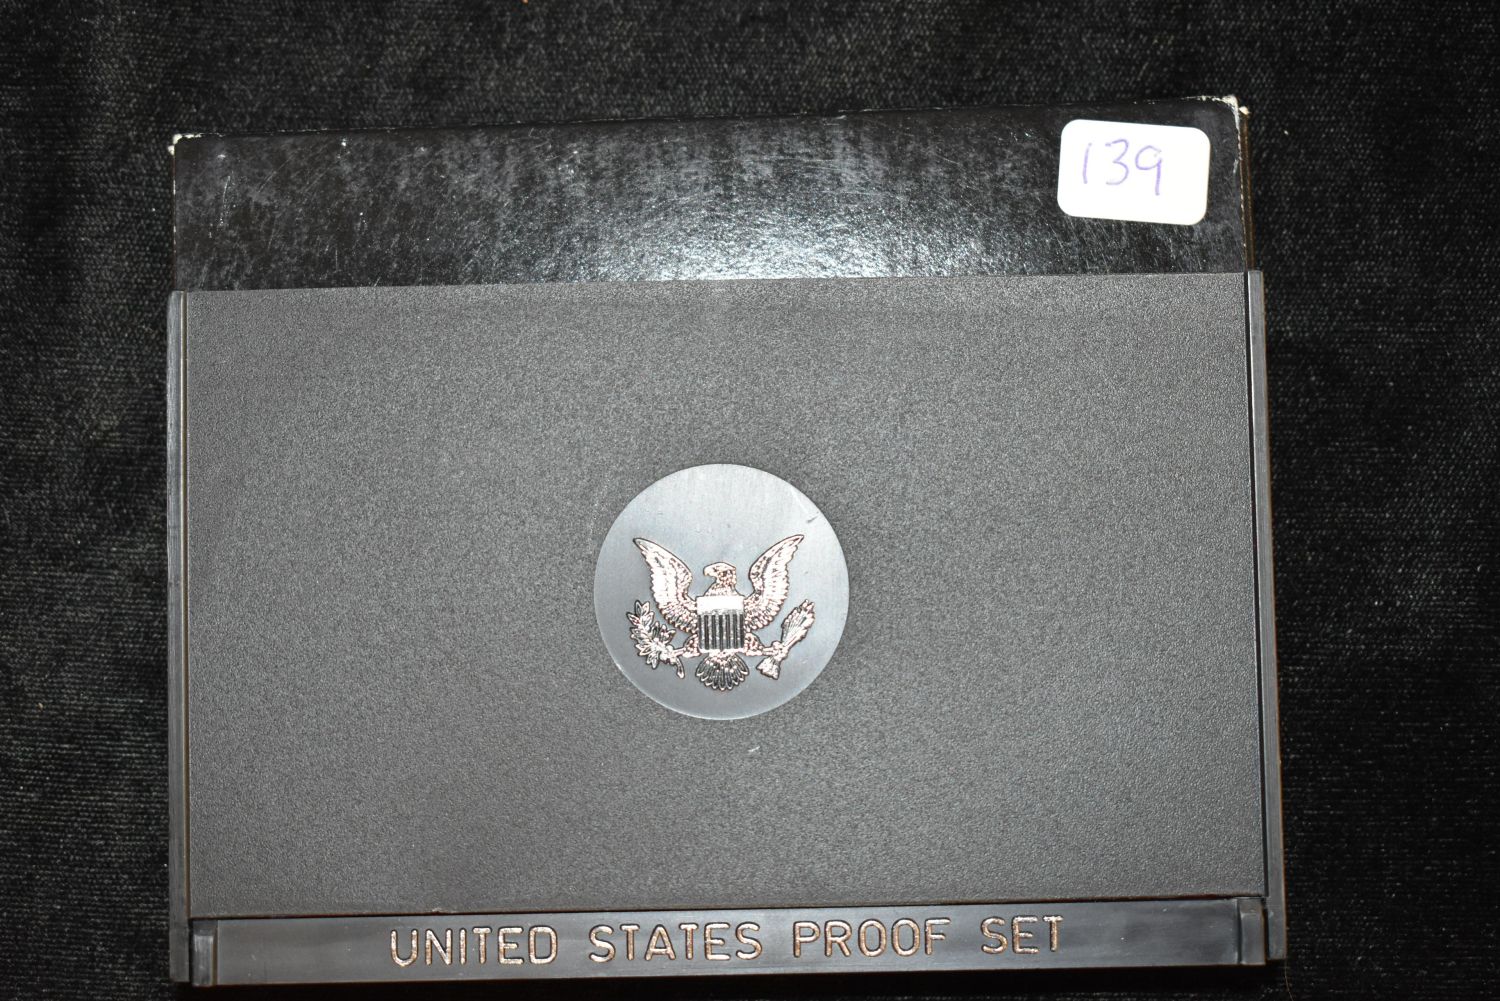 139
UNITED STATES PROOF SET